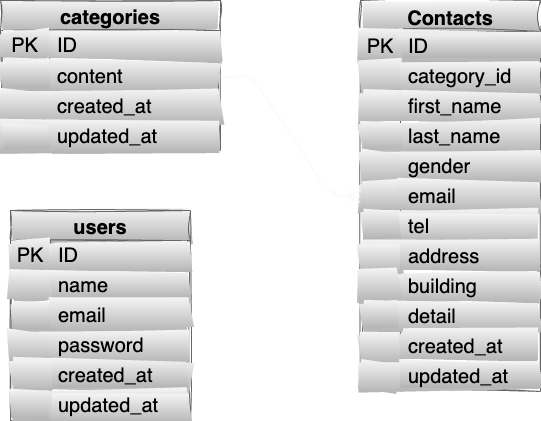 categories
PK ID
content
created_at
updated_at
Contacts
PK ID
category_id
first_name
last_name
gender
email
tel
address
building
detail
created_at
updated_at
users
PK ID
name
email
password
created_at
updated_at